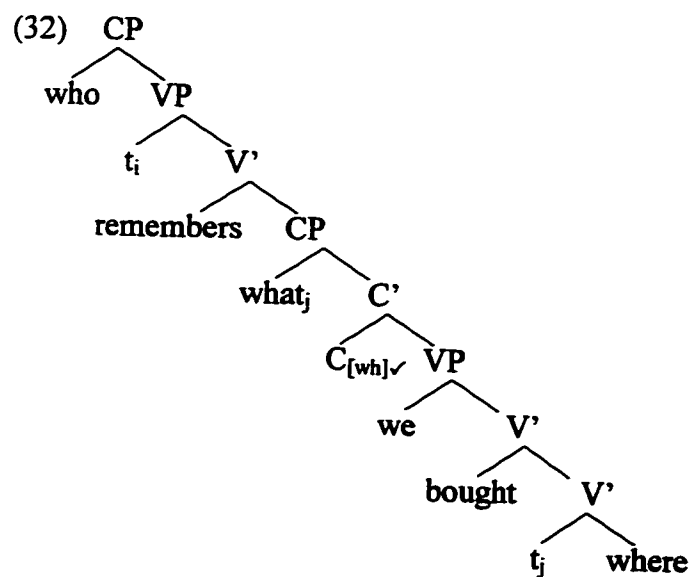 (32) CP
who VP
tᵢ V’
remembers CP
whatⱼ C’
C[wh]✓ VP
we V’
bought V’
tⱼ where